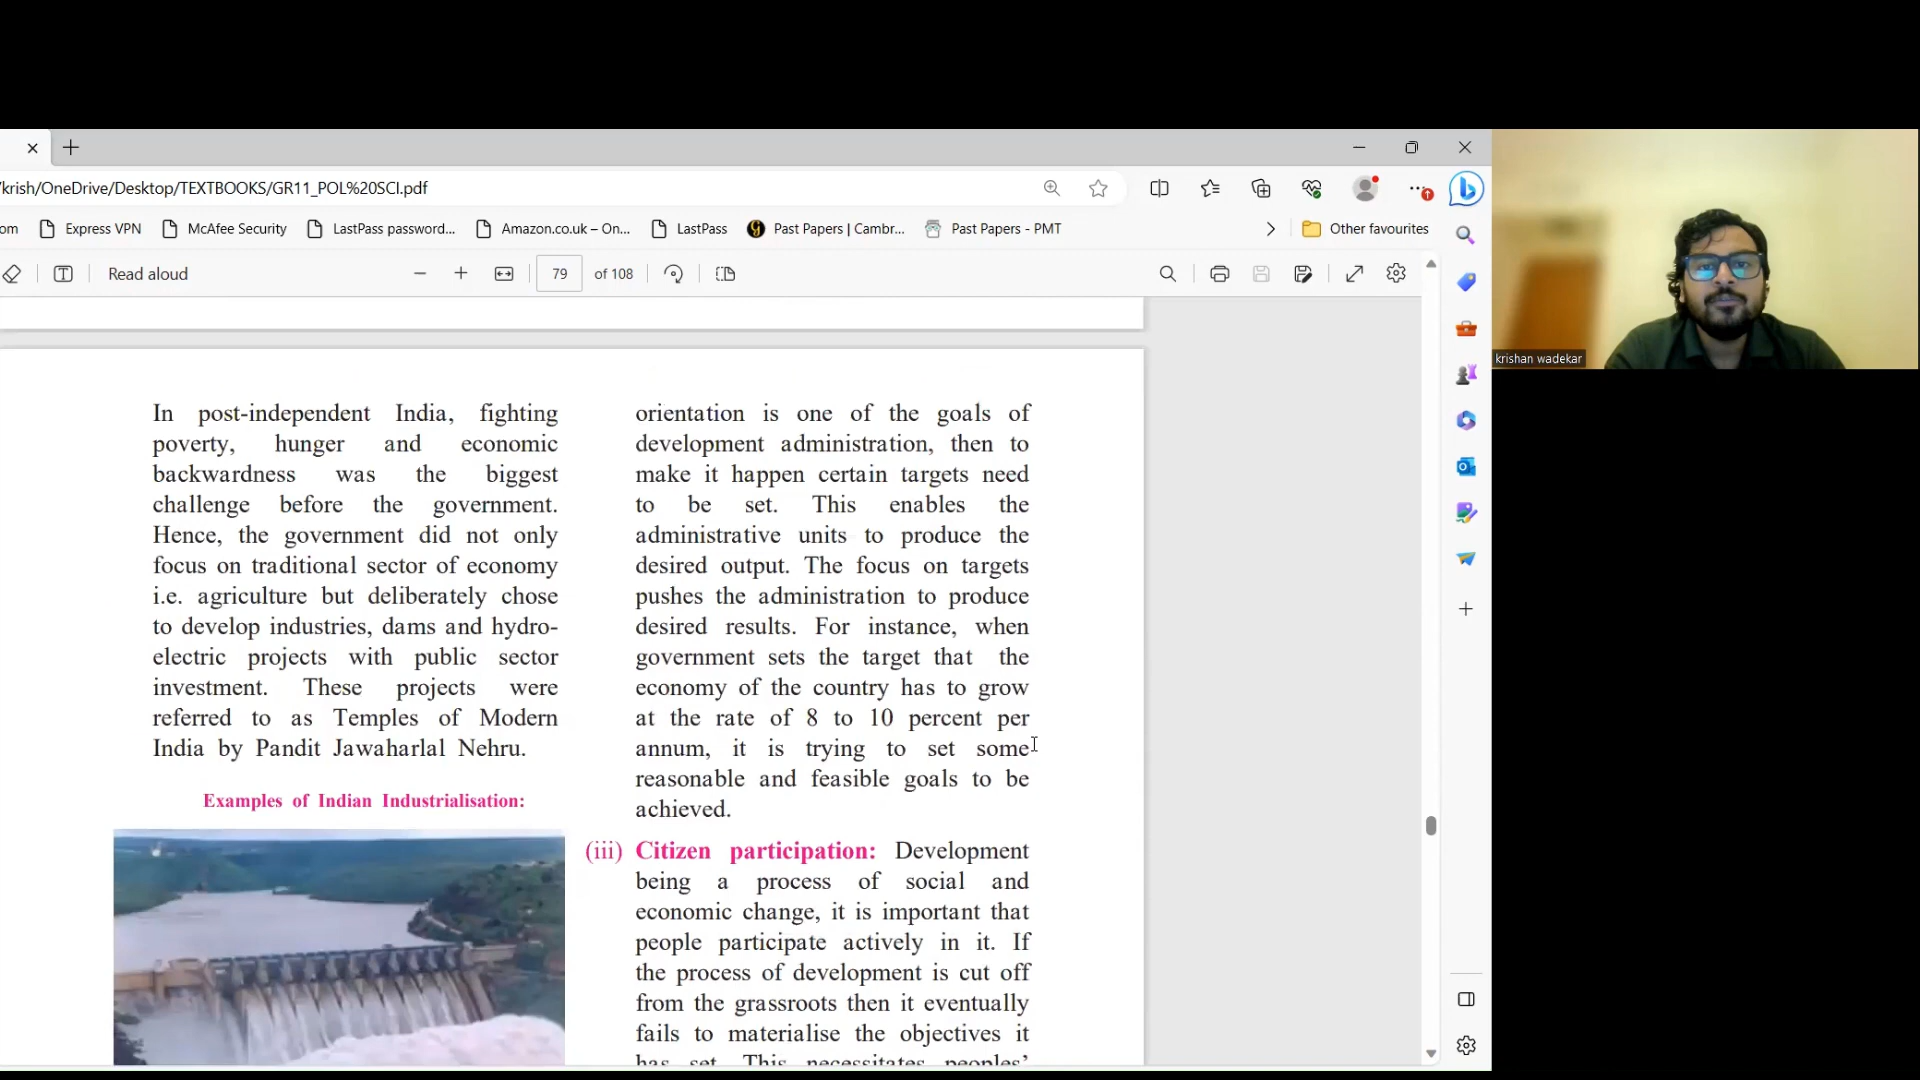 /krish/OneDrive/Desktop/TEXTBOOKS/GR11_POL%20SCI.pdf
om
Express VPN
McAfee Security
LastPass password...
Amazon.co.uk – On...
LastPass
Past Papers | Cambr...
Past Papers - PMT
Other favourites
Read aloud
79 of 108
krishan wadekar
In post-independent India, fighting
poverty, hunger and economic
backwardness was the biggest
challenge before the government.
Hence, the government did not only
focus on traditional sector of economy
i.e. agriculture but deliberately chose
to develop industries, dams and hydro-
electric projects with public sector
investment. These projects were
referred to as Temples of Modern
India by Pandit Jawaharlal Nehru.
Examples of Indian Industrialisation:
orientation is one of the goals of
development administration, then to
make it happen certain targets need
to be set. This enables the
administrative units to produce the
desired output. The focus on targets
pushes the administration to produce
desired results. For instance, when
government sets the target that the
economy of the country has to grow
at the rate of 8 to 10 percent per
annum, it is trying to set some
reasonable and feasible goals to be
achieved.
(iii) Citizen participation: Development
being a process of social and
economic change, it is important that
people participate actively in it. If
the process of development is cut off
from the grassroots then it eventually
fails to materialise the objectives it
has set. This necessitates peoples'